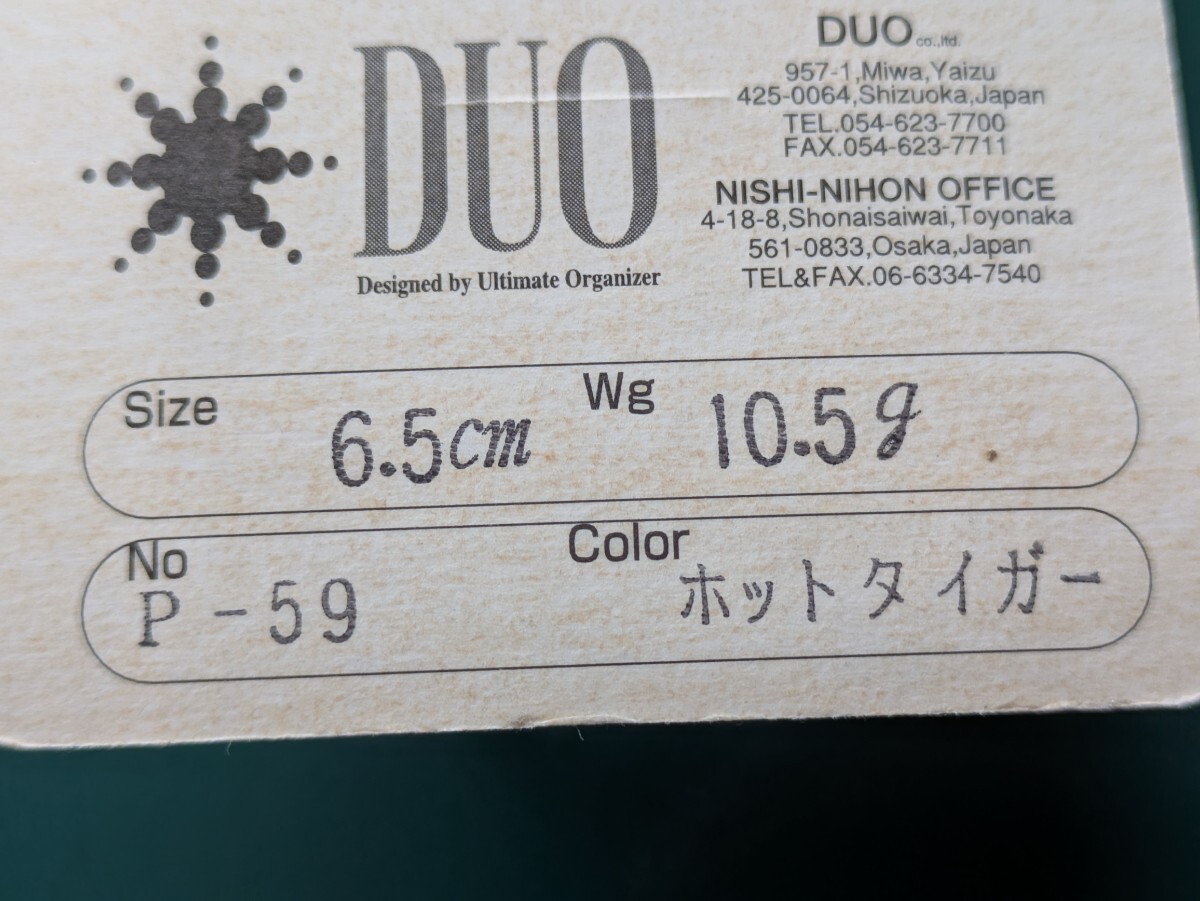 DUO
Designed by Ultimate Organizer
DUO co.,ltd.
957-1,Miwa,Yaizu
425-0064,Shizuoka,Japan
TEL.054-623-7700
FAX.054-623-7711
NISHI-NIHON OFFICE
4-18-8,Shonaisaiwai,Toyonaka
561-0833,Osaka,Japan
TEL&FAX.06-6334-7540
Size 6.5cm Wg 10.5g
No P-59 Color ホットタイガー